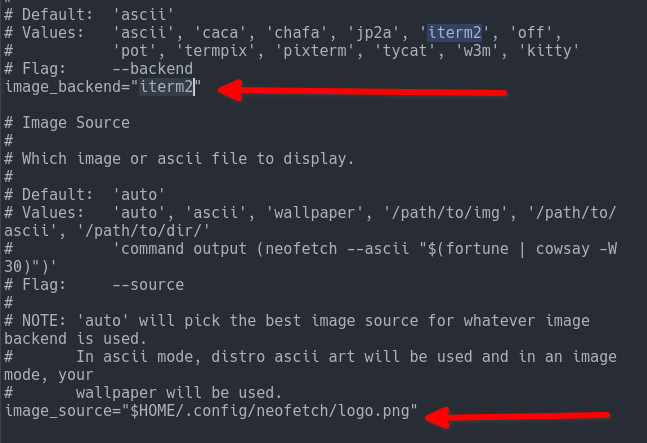 # Default:  'ascii'
# Values:   'ascii', 'caca', 'chafa', 'jp2a', 'iterm2', 'off',
#           'pot', 'termpix', 'pixterm', 'tycat', 'w3m', 'kitty'
# Flag:     --backend
image_backend="iterm2"
# Image Source
#
# Which image or ascii file to display.
#
# Default:  'auto'
# Values:   'auto', 'ascii', 'wallpaper', '/path/to/img', '/path/to/
ascii', '/path/to/dir/'
#           'command output (neofetch --ascii "$(fortune | cowsay -W
30)")'
# Flag:     --source
#
# NOTE: 'auto' will pick the best image source for whatever image
backend is used.
#       In ascii mode, distro ascii art will be used and in an image
mode, your
#       wallpaper will be used.
image_source="$HOME/.config/neofetch/logo.png"